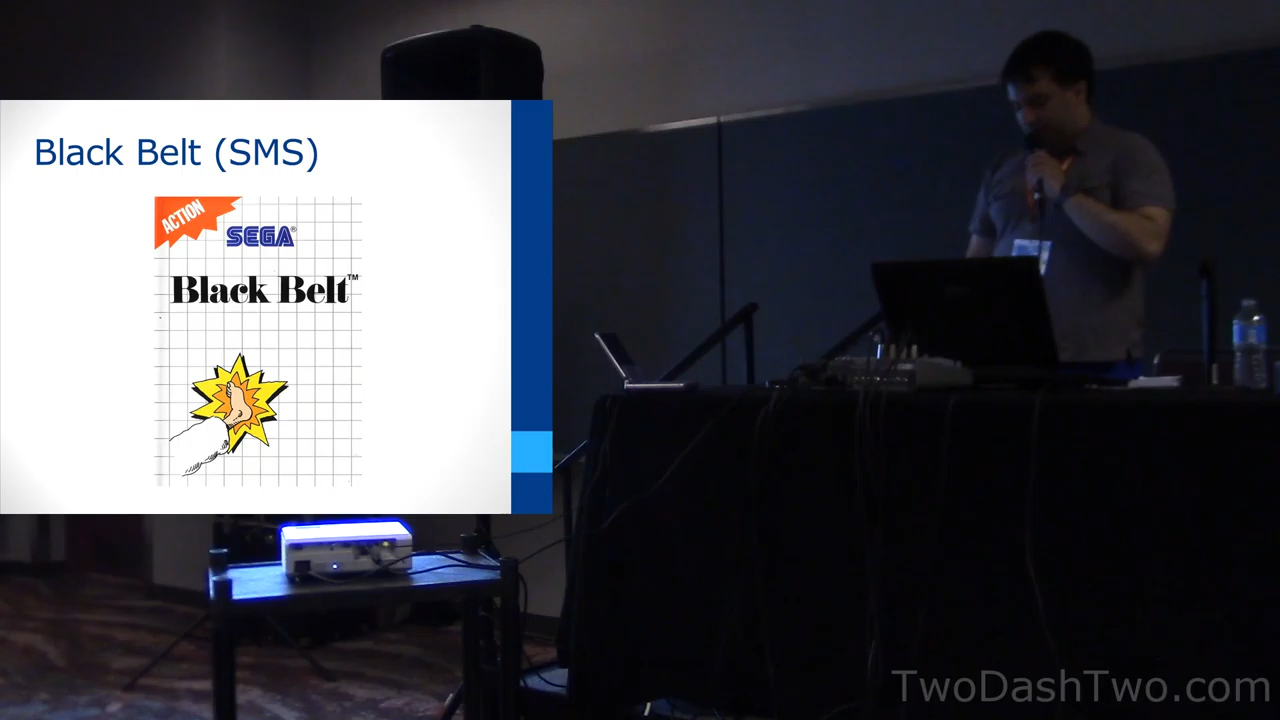 Black Belt (SMS)
ACTION
SEGA®
Black Belt™
TwoDashTwo.com